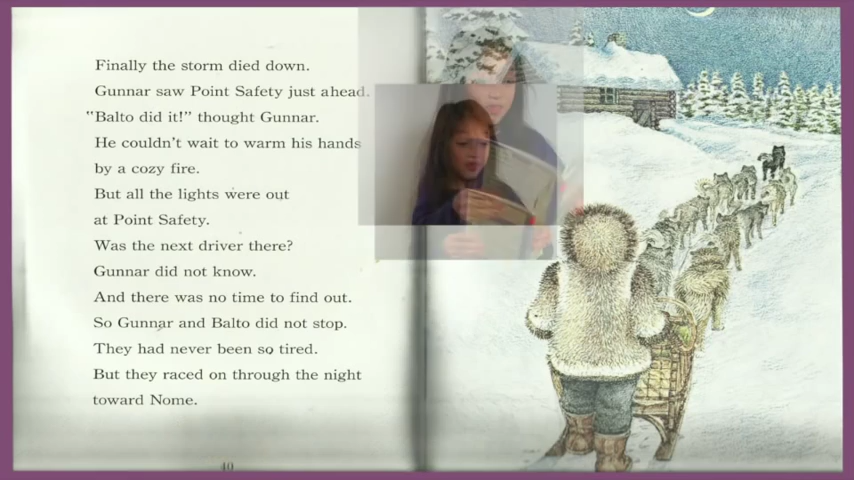 Finally the storm died down.
Gunnar saw Point Safety just ahead.
"Balto did it!" thought Gunnar.
He couldn't wait to warm his hands
by a cozy fire.
But all the lights were out
at Point Safety.
Was the next driver there?
Gunnar did not know.
And there was no time to find out.
So Gunnar and Balto did not stop.
They had never been so tired.
But they raced on through the night
toward Nome.
40